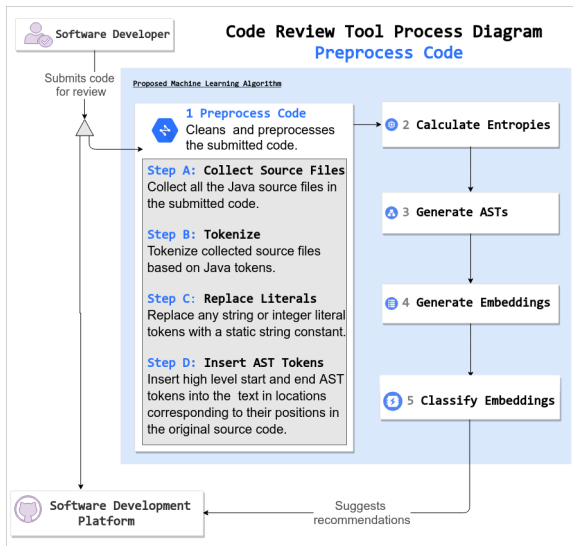 Software Developer
Code Review Tool Process Diagram
Preprocess Code
Submits code
for review
Proposed Machine Learning Algorithm
1 Preprocess Code
Cleans and preprocesses
the submitted code.
Step A: Collect Source Files
Collect all the Java source files in
the submitted code.
Step B: Tokenize
Tokenize collected source files
based on Java tokens.
Step C: Replace Literals
Replace any string or integer literal
tokens with a static string constant.
Step D: Insert AST Tokens
Insert high level start and end AST
tokens into the text in locations
corresponding to their positions in
the original source code.
2 Calculate Entropies
3 Generate ASTs
4 Generate Embeddings
5 Classify Embeddings
Software Development
Platform
Suggests
recommendations